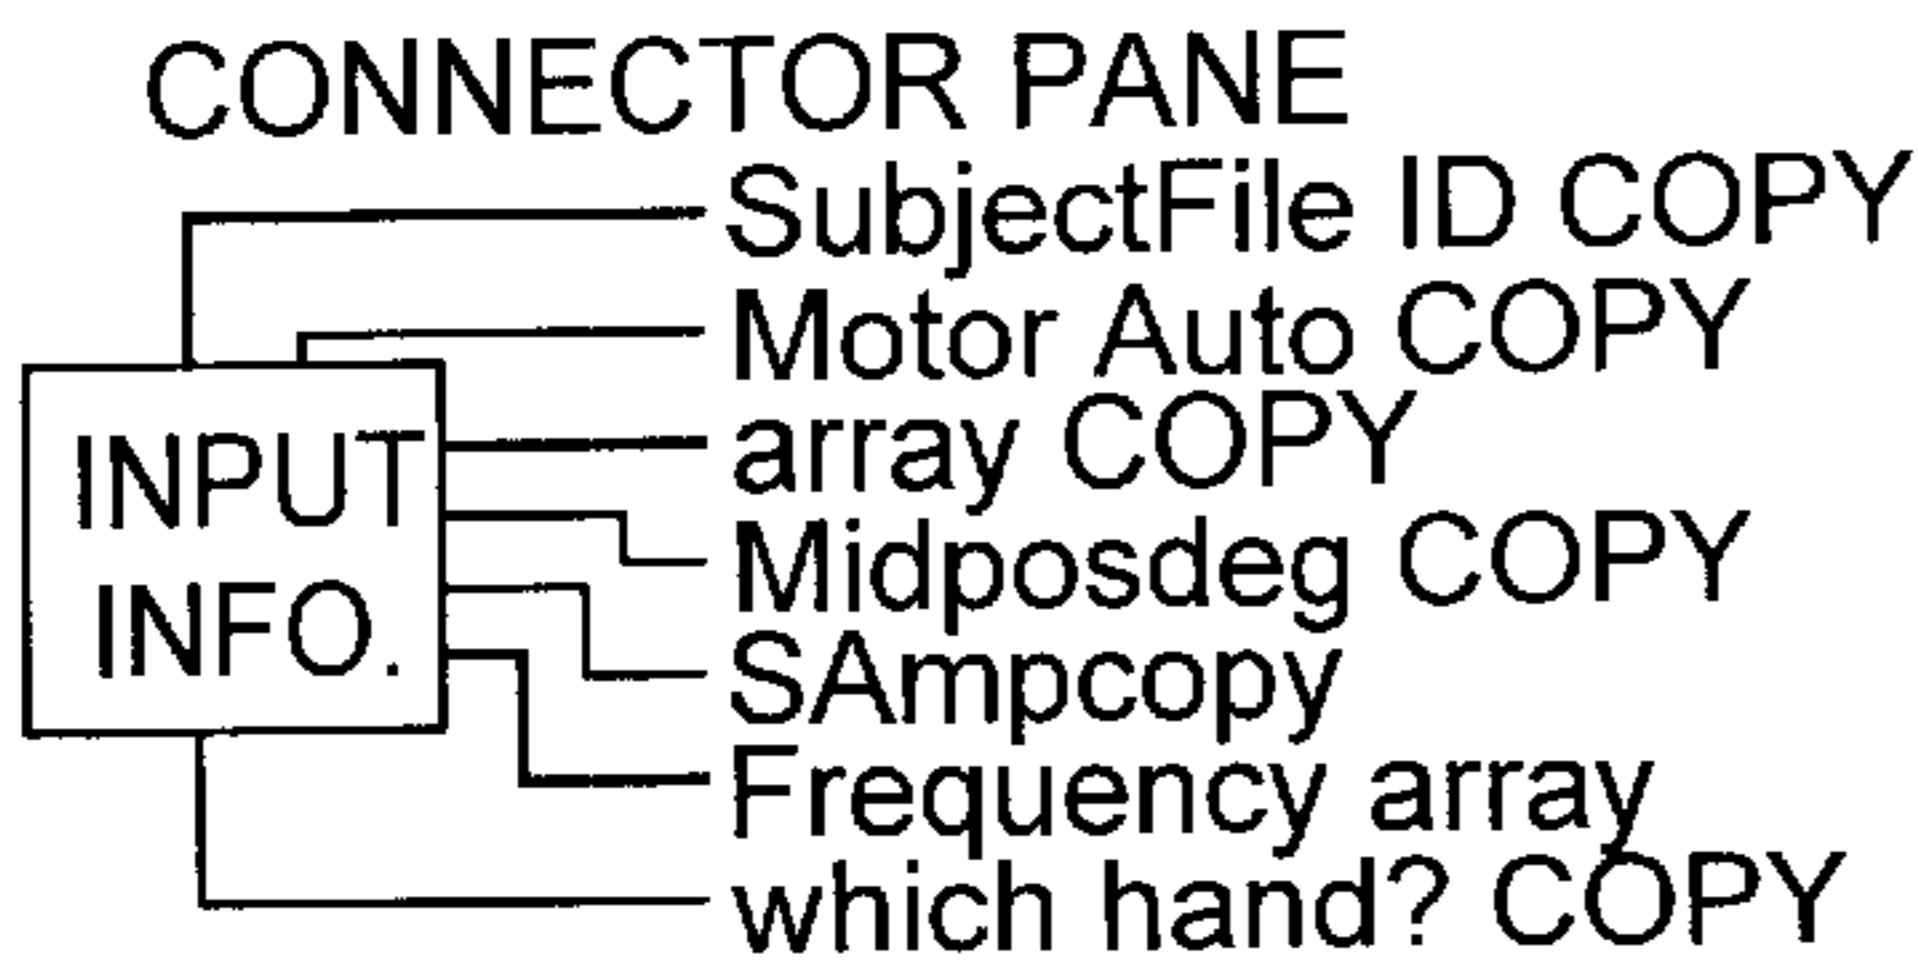 CONNECTOR PANE
SubjectFile ID COPY
Motor Auto COPY
array COPY
INPUT
INFO.
Midposdeg COPY
SAmpcopy
Frequency array
which hand? COPY